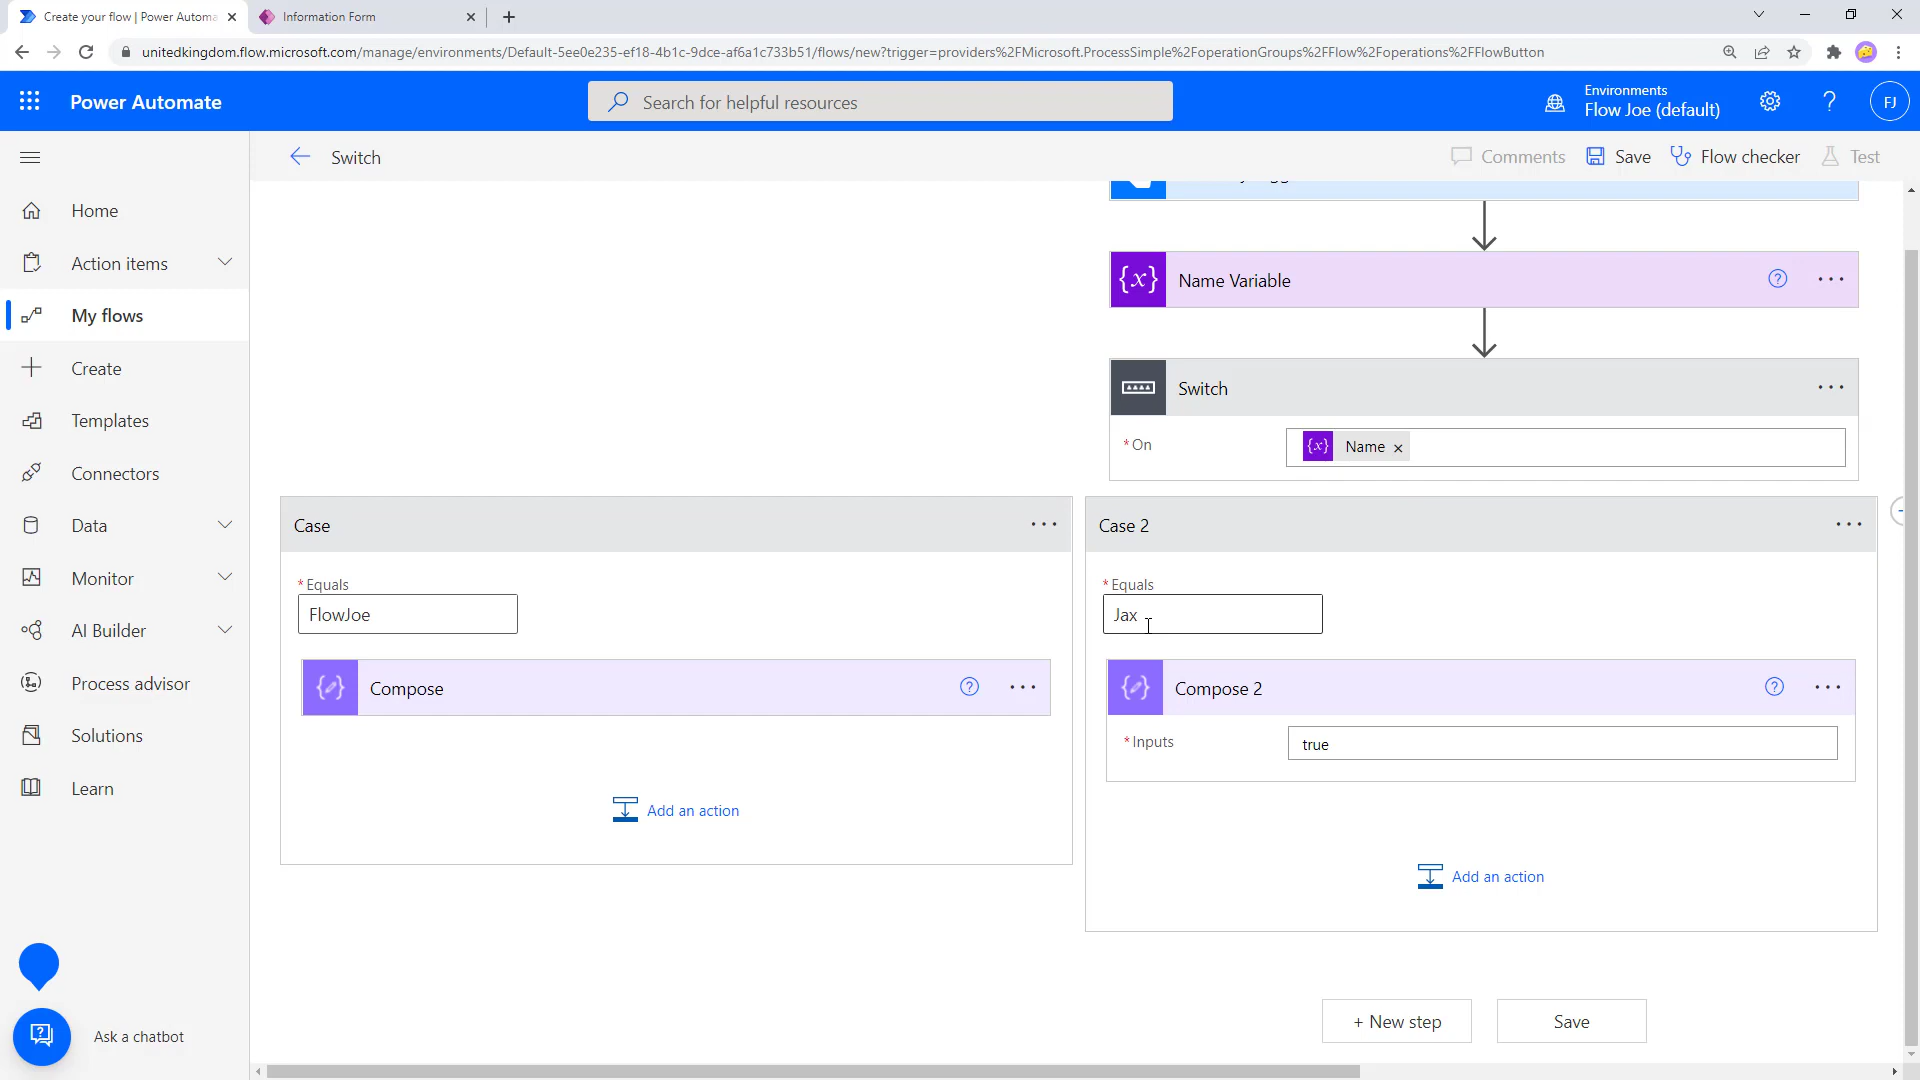 Create your flow | Power Automa
Information Form
unitedkingdom.flow.microsoft.com/manage/environments/Default-5ee0e235-ef18-4b1c-9dce-af6a1c733b51/flows/new?trigger=providers%2FMicrosoft.ProcessSimple%2FoperationGroups%2FFlow%2Foperations%2FFlowButton
Power Automate
Search for helpful resources
Environments
Flow Joe (default)
?
FJ
Switch
Comments
Save
Flow checker
Test
Home
Action items
My flows
Create
Templates
Connectors
Data
Monitor
AI Builder
Process advisor
Solutions
Learn
Ask a chatbot
{x} Name Variable ? ...
Switch ...
* On
{x} Name ×
Case ...
* Equals
FlowJoe
Compose ? ...
Add an action
Case 2 ...
* Equals
Jax
Compose 2 ? ...
* Inputs
true
Add an action
+ New step
Save